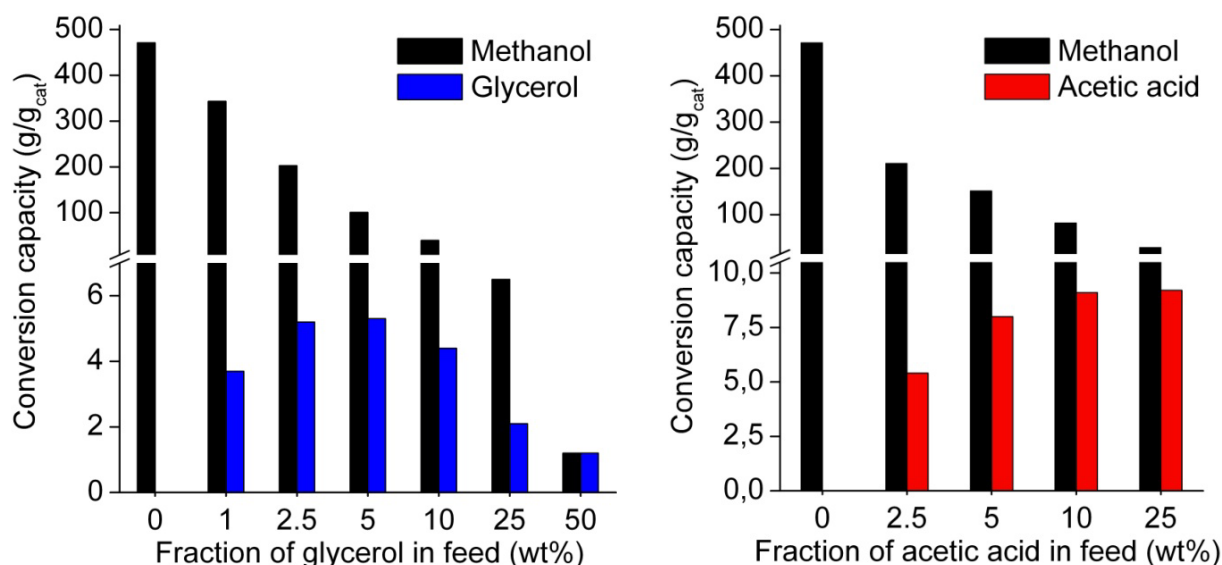 Conversion capacity (g/gcat)
500
400
300
200
100
6
4
2
0
Methanol
Glycerol
0 1 2.5 5 10 25 50
Fraction of glycerol in feed (wt%)
Conversion capacity (g/gcat)
500
400
300
200
100
10,0
7,5
5,0
2,5
0,0
Methanol
Acetic acid
0 2.5 5 10 25
Fraction of acetic acid in feed (wt%)